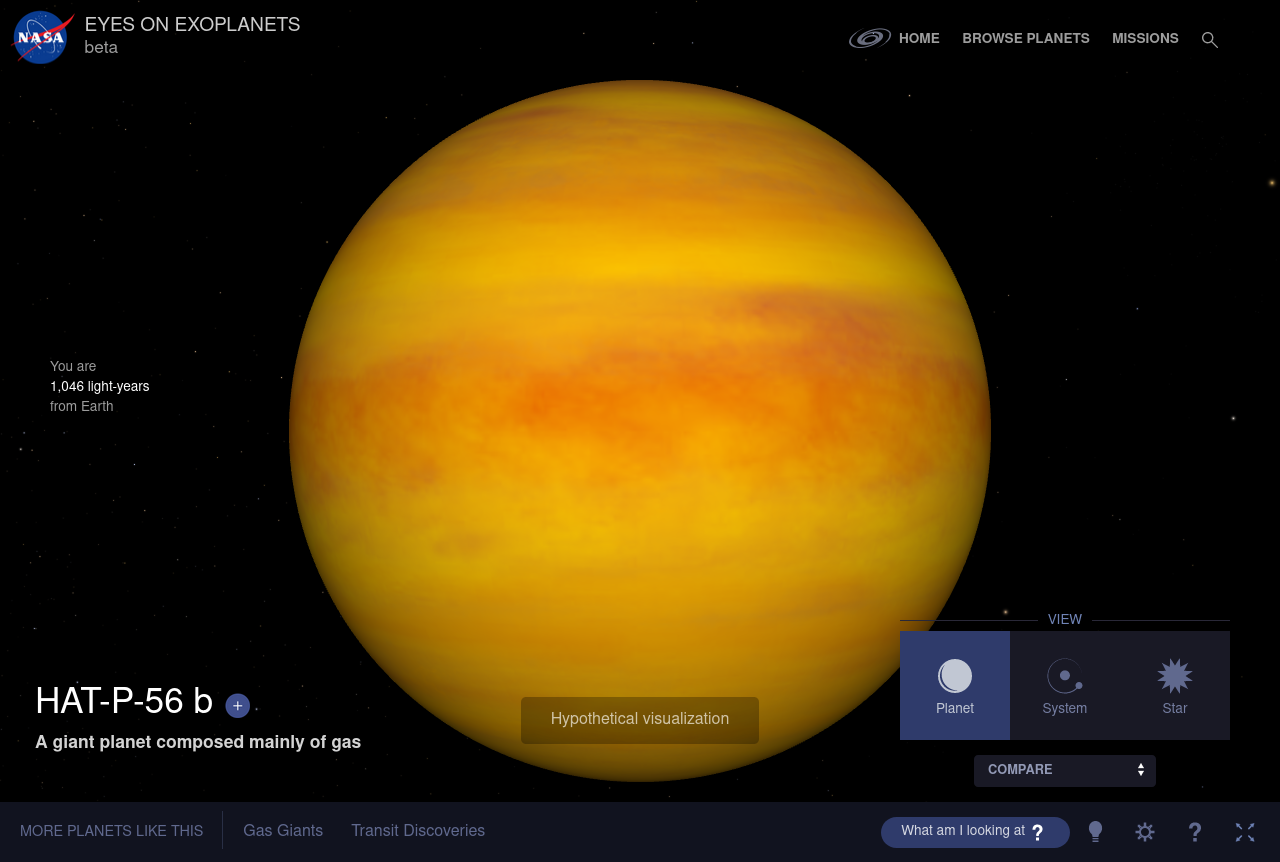 NASA
EYES ON EXOPLANETS
beta
HOME
BROWSE PLANETS
MISSIONS
You are
1,046 light-years
from Earth
HAT-P-56 b +
A giant planet composed mainly of gas
Hypothetical visualization
VIEW
Planet
System
Star
COMPARE
MORE PLANETS LIKE THIS
Gas Giants
Transit Discoveries
What am I looking at ?
?